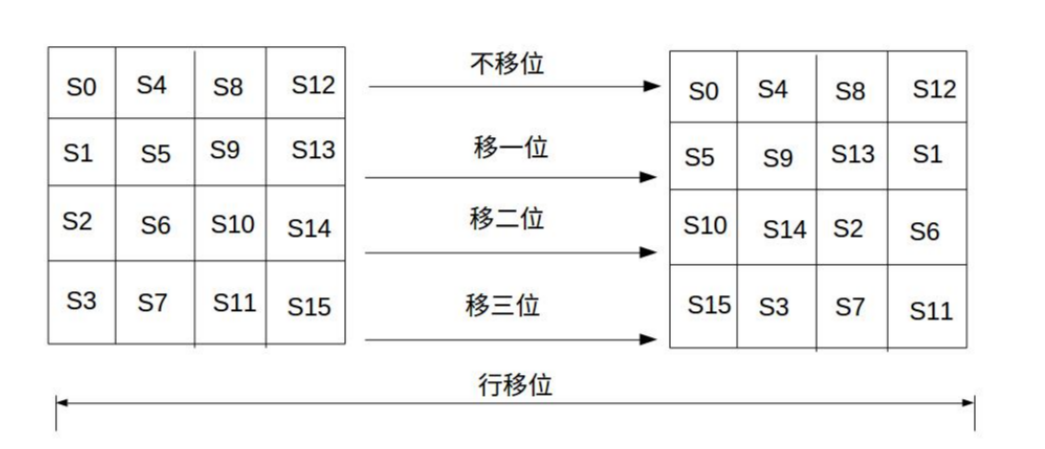 S0 S4 S8 S12 不移位 S0 S4 S8 S12
S1 S5 S9 S13 移一位 S5 S9 S13 S1
S2 S6 S10 S14 移二位 S10 S14 S2 S6
S3 S7 S11 S15 移三位 S15 S3 S7 S11
行移位